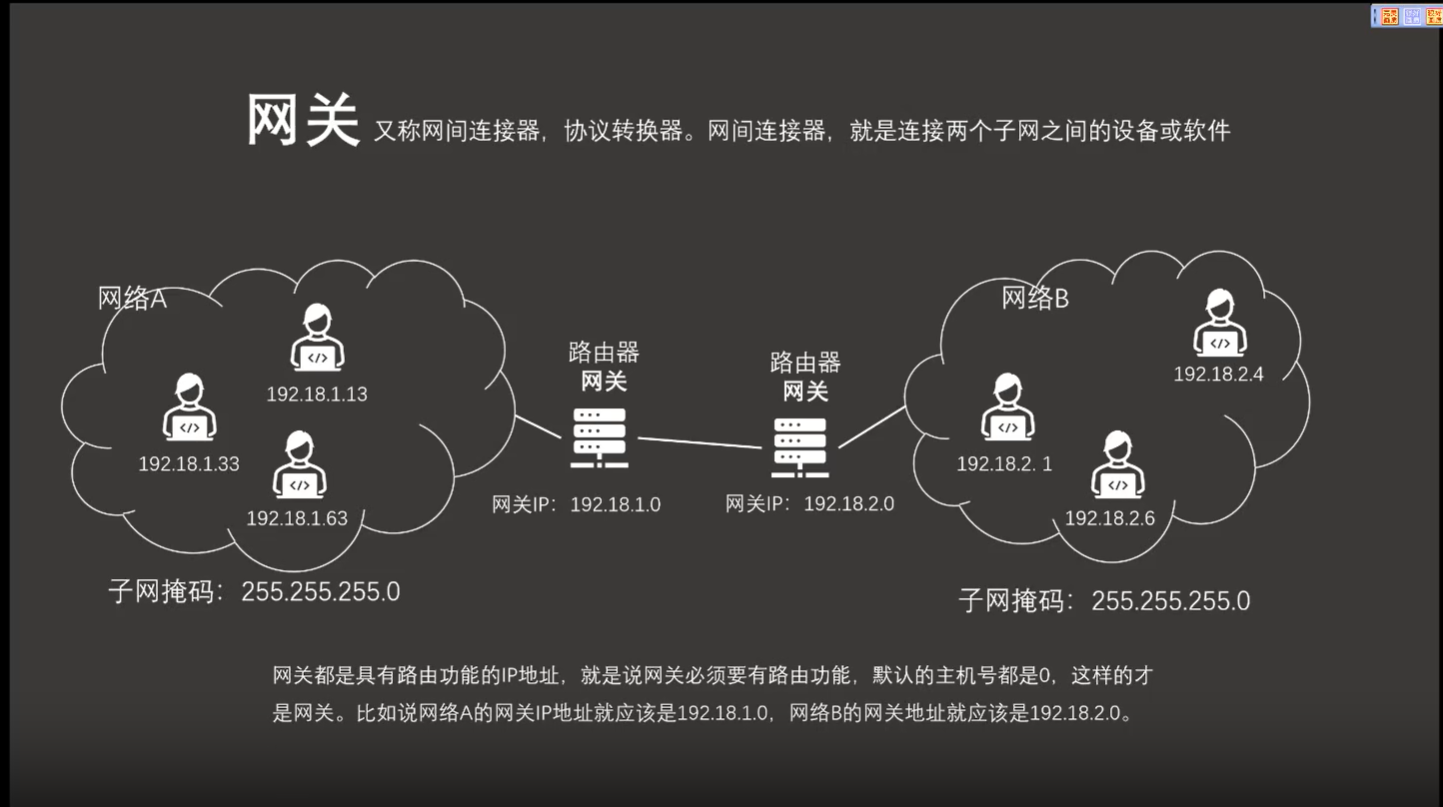 网关 又称网间连接器，协议转换器。网间连接器，就是连接两个子网之间的设备或软件
网络A
192.18.1.13
192.18.1.33
192.18.1.63
子网掩码：255.255.255.0
路由器
网关
网关IP：192.18.1.0
路由器
网关
网关IP：192.18.2.0
网络B
192.18.2.4
192.18.2. 1
192.18.2.6
子网掩码：255.255.255.0
网关都是具有路由功能的IP地址，就是说网关必须要有路由功能，默认的主机号都是0，这样的才
是网关。比如说网络A的网关IP地址就应该是192.18.1.0，网络B的网关地址就应该是192.18.2.0。